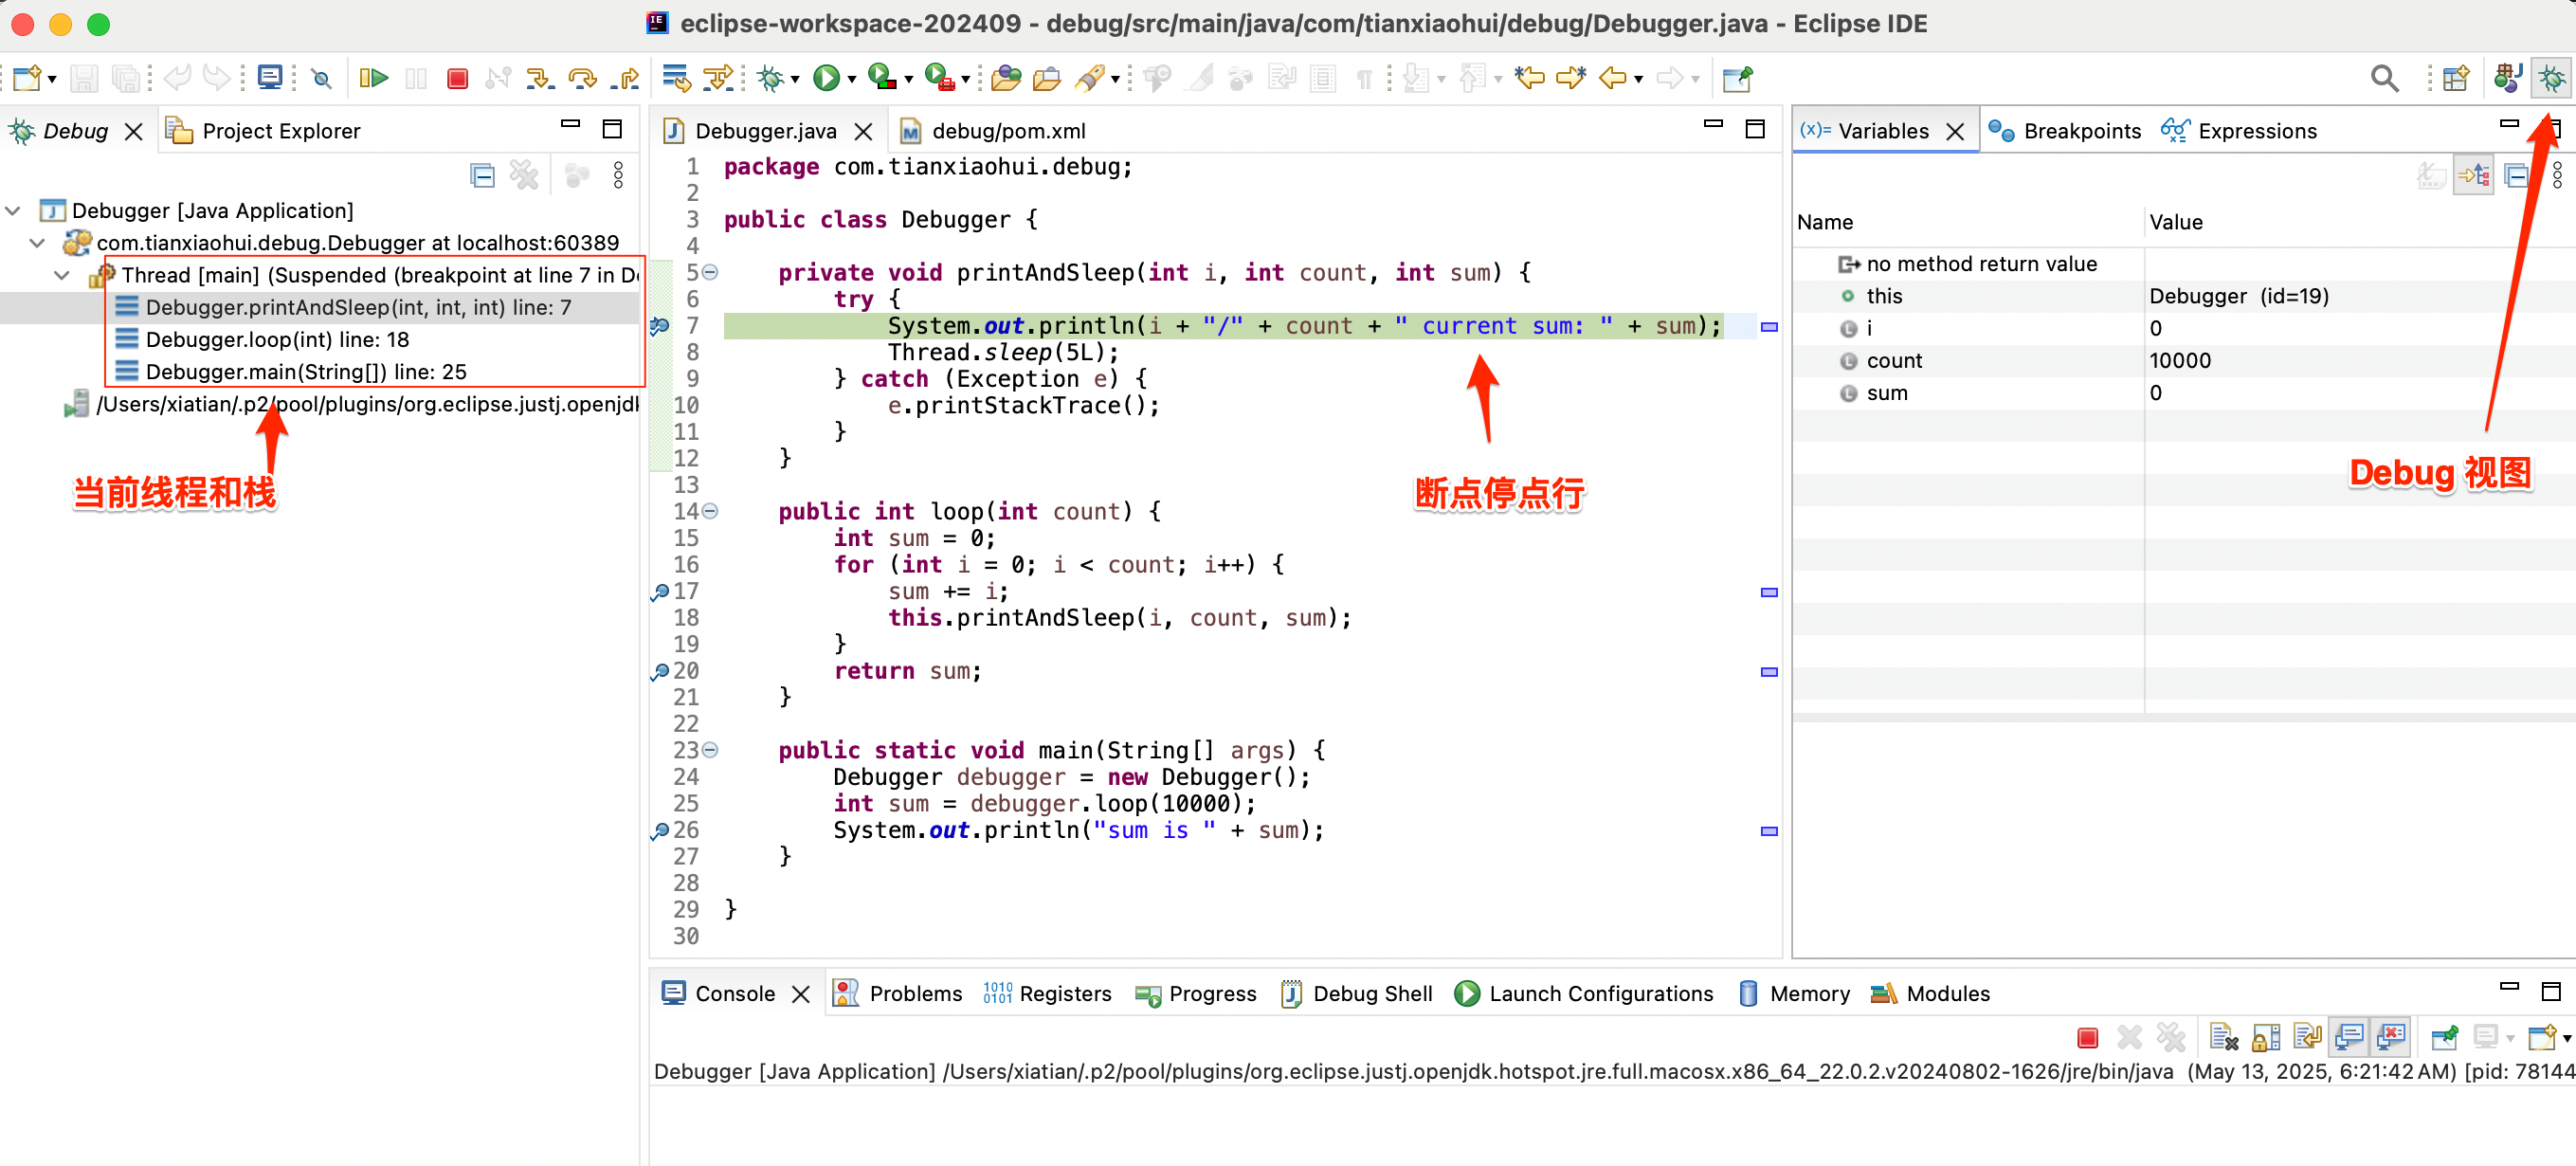 eclipse-workspace-202409 - debug/src/main/java/com/tianxiaohui/debug/Debugger.java - Eclipse IDE
Debug
Project Explorer
Debugger [Java Application]
com.tianxiaohui.debug.Debugger at localhost:60389
Thread [main] (Suspended (breakpoint at line 7 in De
Debugger.printAndSleep(int, int, int) line: 7
Debugger.loop(int) line: 18
Debugger.main(String[]) line: 25
/Users/xiatian/.p2/pool/plugins/org.eclipse.justj.openjdk
当前线程和栈
Debugger.java
debug/pom.xml
1 package com.tianxiaohui.debug;
2
3 public class Debugger {
4
5 private void printAndSleep(int i, int count, int sum) {
6 try {
7 System.out.println(i + "/" + count + " current sum: " + sum);
8 Thread.sleep(5L);
9 } catch (Exception e) {
10 e.printStackTrace();
11 }
12 }
13
14 public int loop(int count) {
15 int sum = 0;
16 for (int i = 0; i < count; i++) {
17 sum += i;
18 this.printAndSleep(i, count, sum);
19 }
20 return sum;
21 }
22
23 public static void main(String[] args) {
24 Debugger debugger = new Debugger();
25 int sum = debugger.loop(10000);
26 System.out.println("sum is " + sum);
27 }
28
29 }
30
断点停点行
(x)= Variables
Breakpoints
Expressions
Name Value
no method return value
this Debugger (id=19)
i 0
count 10000
sum 0
Debug 视图
Console
Problems
Registers
Progress
Debug Shell
Launch Configurations
Memory
Modules
Debugger [Java Application] /Users/xiatian/.p2/pool/plugins/org.eclipse.justj.openjdk.hotspot.jre.full.macosx.x86_64_22.0.2.v20240802-1626/jre/bin/java (May 13, 2025, 6:21:42 AM) [pid: 78144